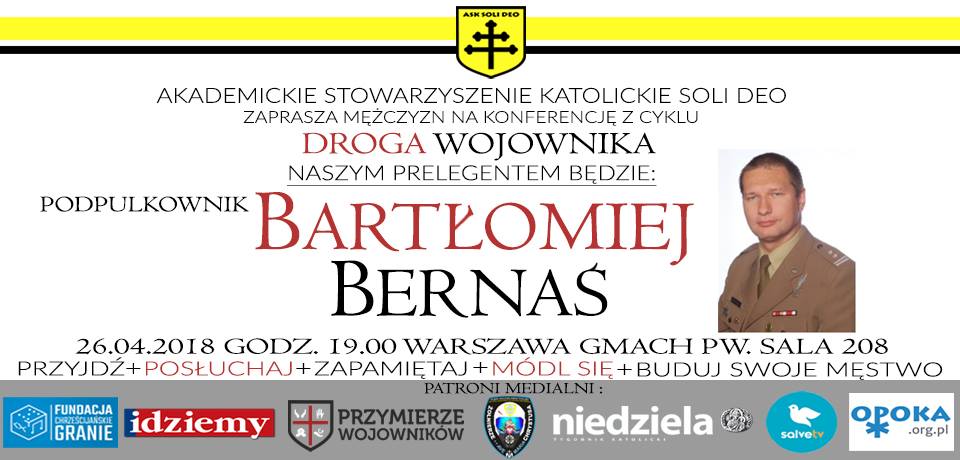 ASK SOLI DEO
AKADEMICKIE STOWARZYSZENIE KATOLICKIE SOLI DEO
ZAPRASZA MĘŻCZYZN NA KONFERENCJĘ Z CYKLU
DROGA WOJOWNIKA
NASZYM PRELEGENTEM BĘDZIE:
PODPULKOWNIK BARTŁOMIEJ
BERNAŚ
26.04.2018 GODZ. 19.00 WARSZAWA GMACH PW. SALA 208
PRZYJDŹ+POSŁUCHAJ+ZAPAMIĘTAJ+MÓDL SIĘ+BUDUJ SWOJE MĘSTWO
PATRONI MEDIALNI :
FUNDACJA
CHRZEŚCIJAŃSKIE
GRANIE
idziemy
PRZYMIERZE
WOJOWNIKÓW
ŻOŁNIERZE CHRYSTUSA
niedziela
TYGODNIK KATOLICKI
salvetv
OPOKA
.org.pl